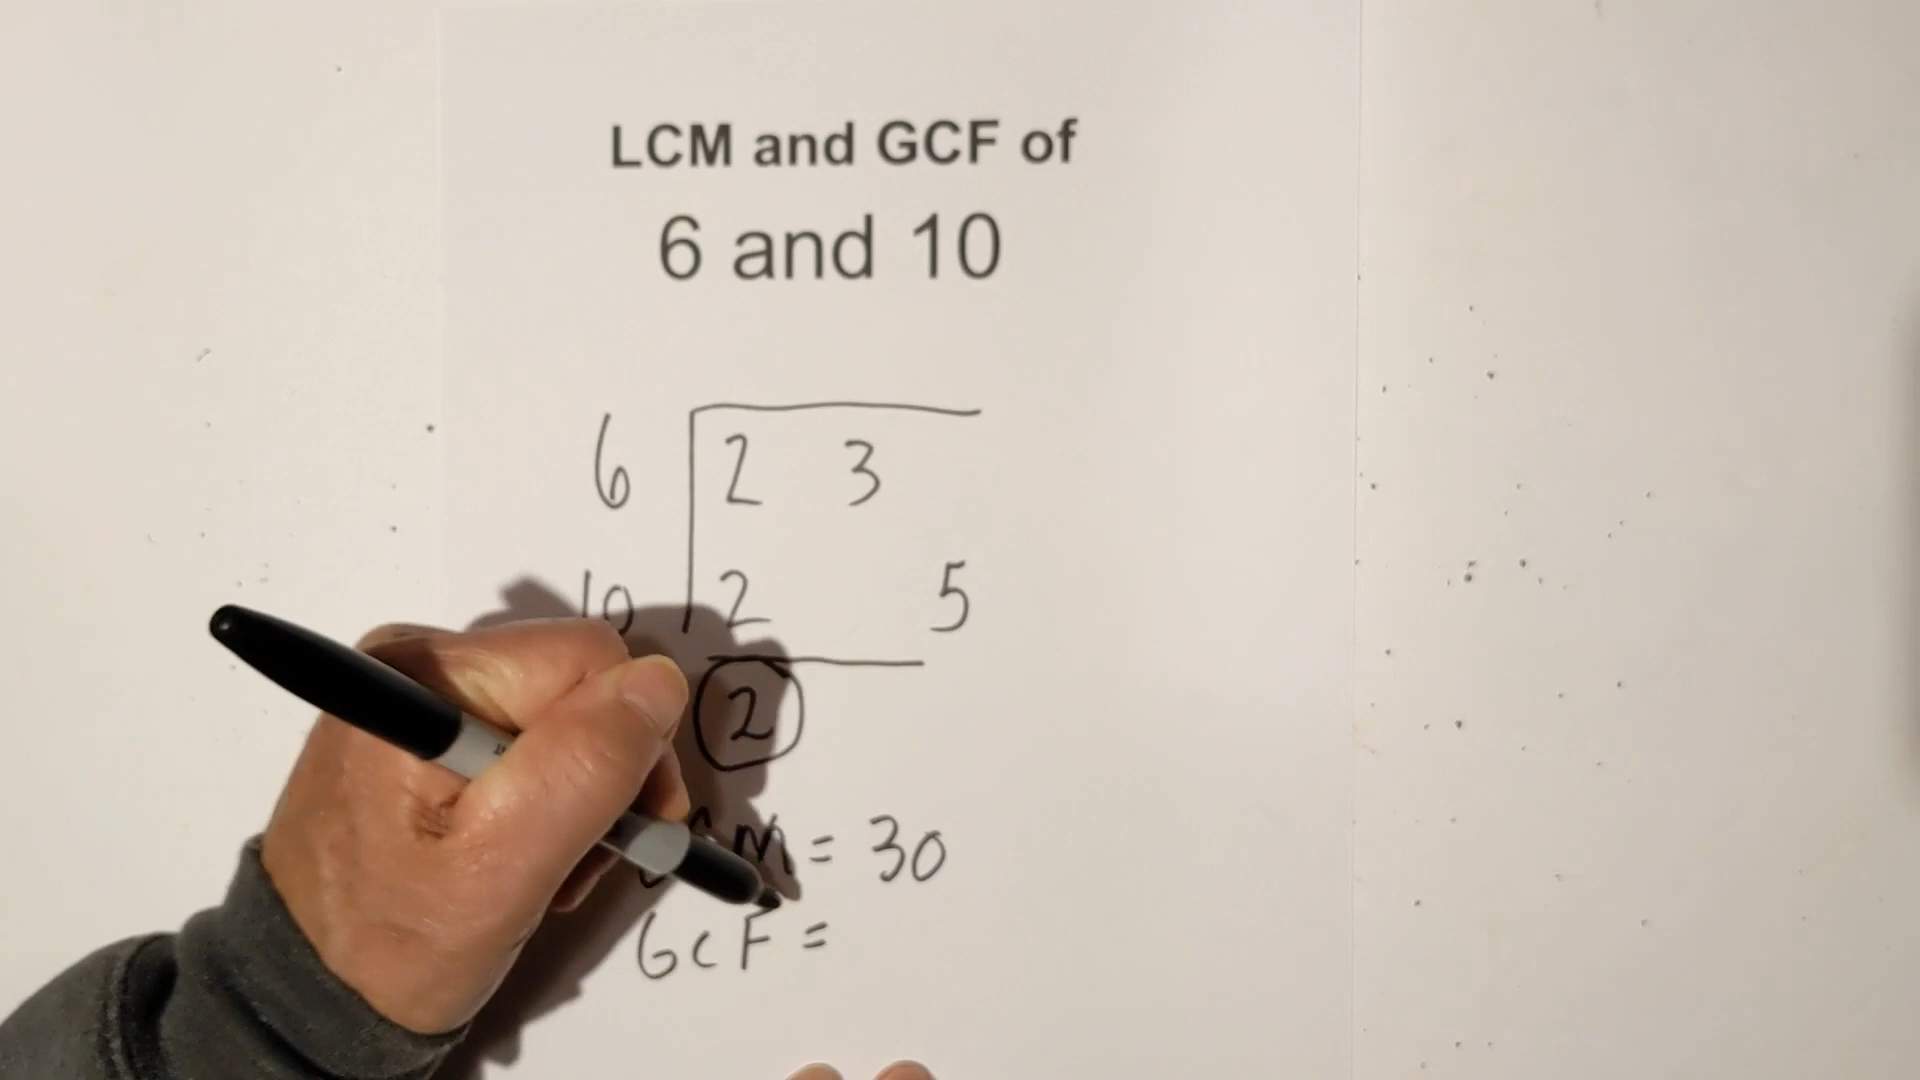 LCM and GCF of
6 and 10
6 2 3
10 2 5
2
M = 30
GCF =